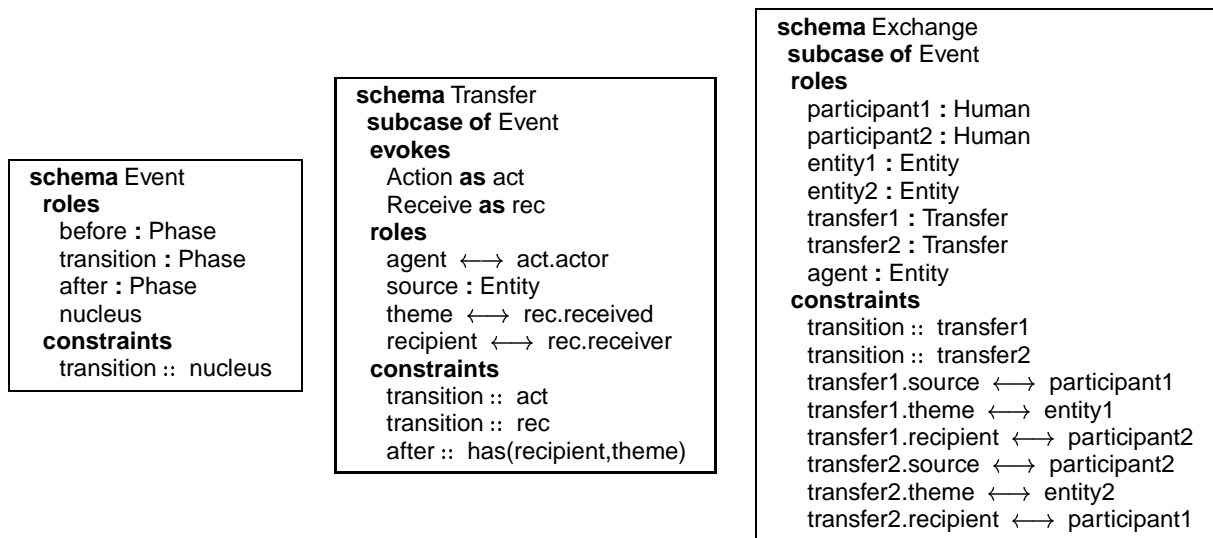 schema Event
roles
before : Phase
transition : Phase
after : Phase
nucleus
constraints
transition :: nucleus
schema Transfer
subcase of Event
evokes
Action as act
Receive as rec
roles
agent ⟷ act.actor
source : Entity
theme ⟷ rec.received
recipient ⟷ rec.receiver
constraints
transition :: act
transition :: rec
after :: has(recipient,theme)
schema Exchange
subcase of Event
roles
participant1 : Human
participant2 : Human
entity1 : Entity
entity2 : Entity
transfer1 : Transfer
transfer2 : Transfer
agent : Entity
constraints
transition :: transfer1
transition :: transfer2
transfer1.source ⟷ participant1
transfer1.theme ⟷ entity1
transfer1.recipient ⟷ participant2
transfer2.source ⟷ participant2
transfer2.theme ⟷ entity2
transfer2.recipient ⟷ participant1